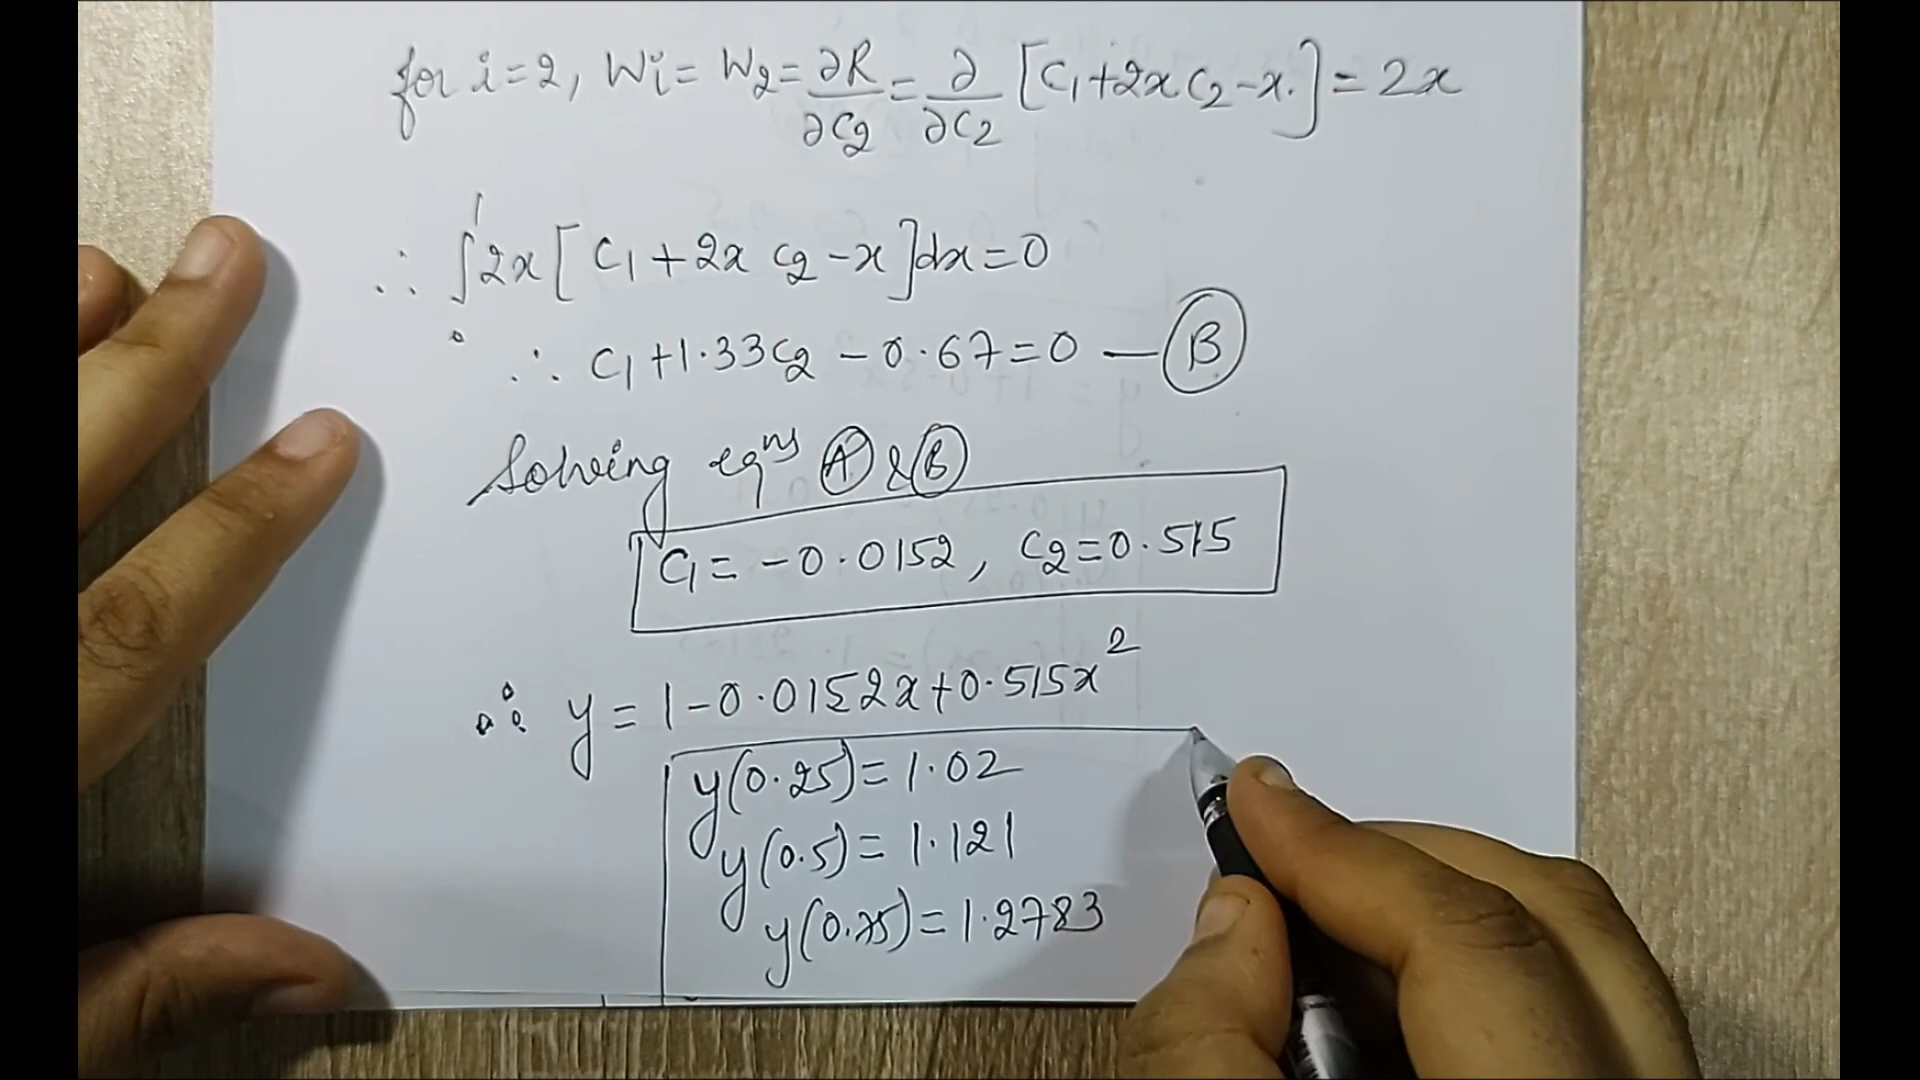 for i=2, Wi= W2=∂R/∂C2=∂/∂C2 [C1+2x C2-x.]=2x
∴ ∫₀¹2x[C1+2x C2-x]dx=0
∴ C1+1.33C2-0.67=0 — B
Solving eqns A & B
C1=-0.0152, C2=0.515
∴ y=1-0.0152x+0.515x²
y(0.25)=1.02
y(0.5)=1.121
y(0.75)=1.2783